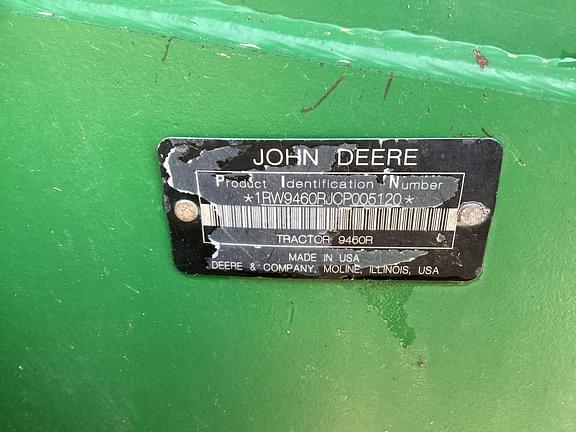 JOHN DEERE
Product Identification Number
*1RW9460RJCP005120*
TRACTOR 9460R
MADE IN USA
DEERE & COMPANY, MOLINE, ILLINOIS, USA